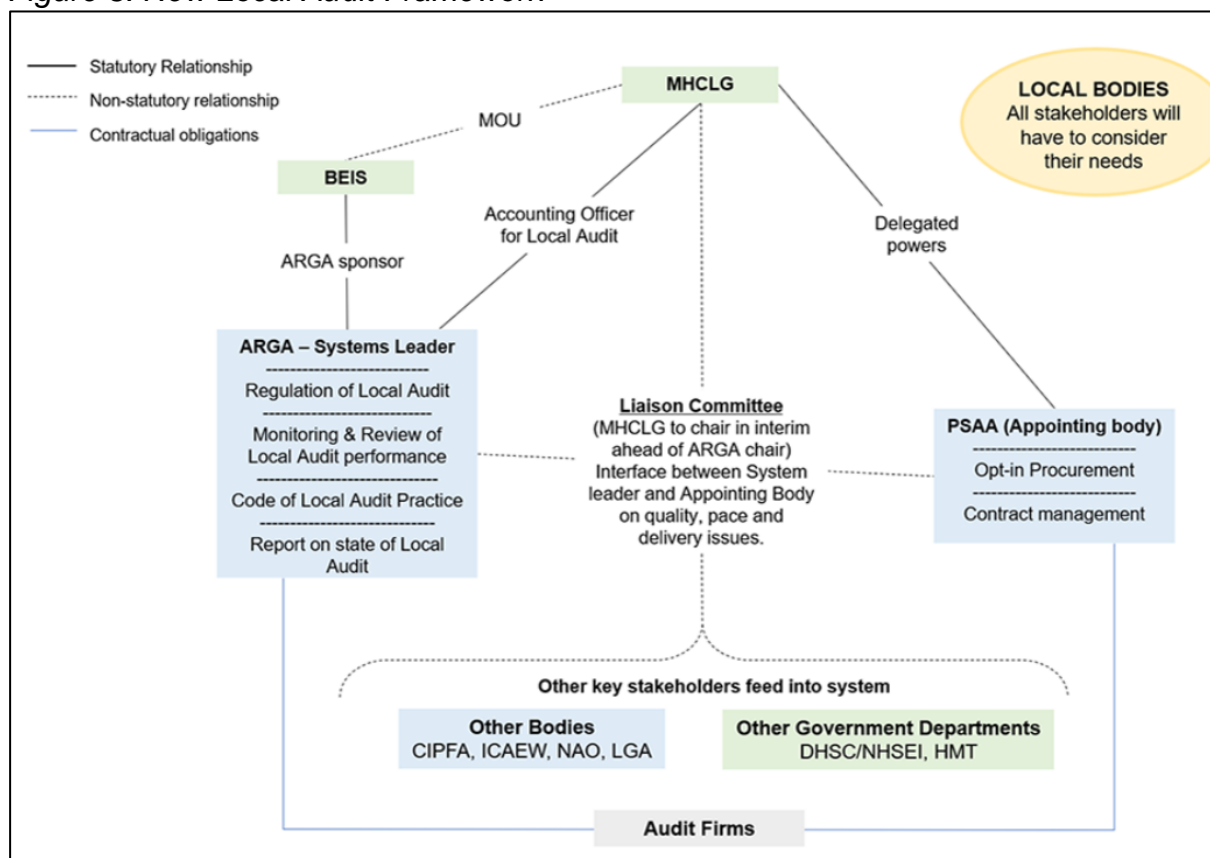 Statutory Relationship
Non-statutory relationship
Contractual obligations
MHCLG
LOCAL BODIES
All stakeholders will
have to consider
their needs
MOU
BEIS
Accounting Officer
for Local Audit
Delegated
powers
ARGA sponsor
ARGA – Systems Leader
Regulation of Local Audit
Monitoring & Review of
Local Audit performance
Code of Local Audit Practice
Report on state of Local
Audit
Liaison Committee
(MHCLG to chair in interim
ahead of ARGA chair)
Interface between System
leader and Appointing Body
on quality, pace and
delivery issues.
PSAA (Appointing body)
Opt-in Procurement
Contract management
Other key stakeholders feed into system
Other Bodies
CIPFA, ICAEW, NAO, LGA
Other Government Departments
DHSC/NHSEI, HMT
Audit Firms